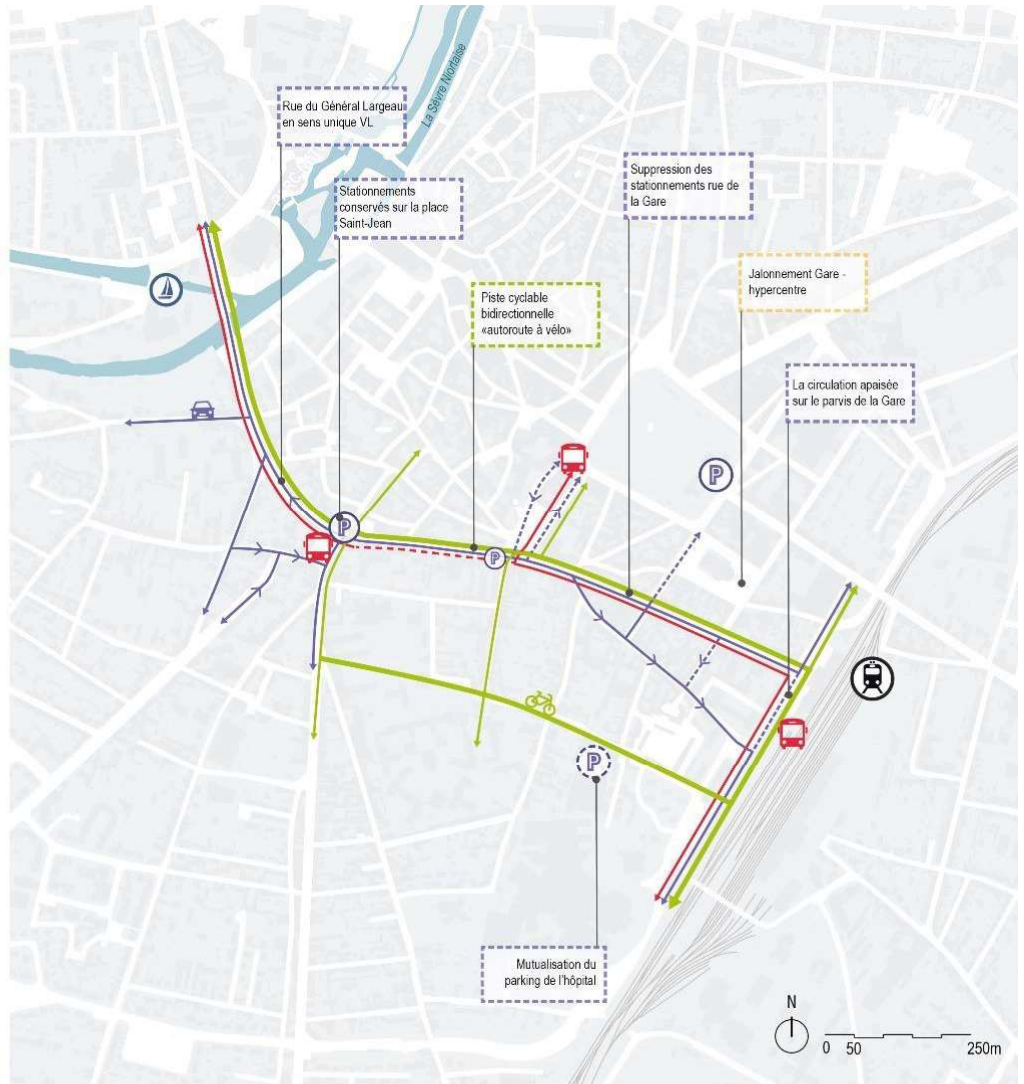 La Sèvre Niortaise
Rue du Général Largeau
en sens unique VL
Stationnements
conservés sur la place
Saint-Jean
Suppression des
stationnements rue de
la Gare
Jalonnement Gare -
hypercentre
Piste cyclable
bidirectionnelle
«autoroute à vélo»
La circulation apaisée
sur le parvis de la Gare
P
P
P
P
Mutualisation du
parking de l'hôpital
N
0 50 250m